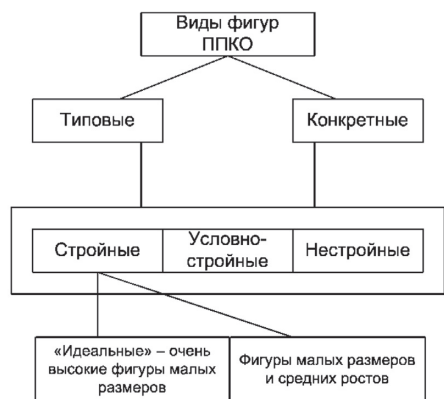 Виды фигур
ППКО
Типовые
Конкретные
Стройные
Условно-
стройные
Нестройные
«Идеальные» – очень
высокие фигуры малых
размеров
Фигуры малых размеров
и средних ростов